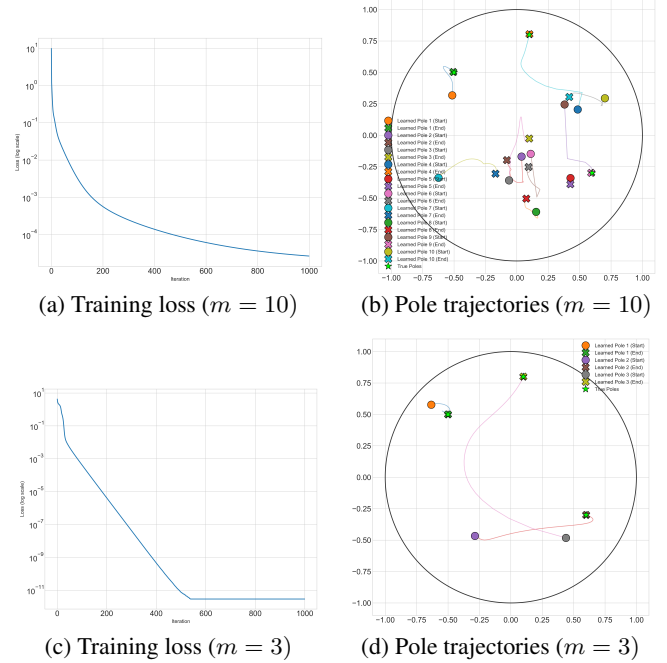 10^1
10^0
10^-1
10^-2
10^-3
10^-4
Loss (log scale)
0 200 400 600 800 1000
Iteration
(a) Training loss (m = 10)
1.00
0.75
0.50
0.25
0.00
−0.25
−0.50
−0.75
−1.00
Learned Pole 1 (Start)
Learned Pole 1 (End)
Learned Pole 2 (Start)
Learned Pole 2 (End)
Learned Pole 3 (Start)
Learned Pole 3 (End)
Learned Pole 4 (Start)
Learned Pole 4 (End)
Learned Pole 5 (Start)
Learned Pole 5 (End)
Learned Pole 6 (Start)
Learned Pole 6 (End)
Learned Pole 7 (Start)
Learned Pole 7 (End)
Learned Pole 8 (Start)
Learned Pole 8 (End)
Learned Pole 9 (Start)
Learned Pole 9 (End)
Learned Pole 10 (Start)
Learned Pole 10 (End)
True Poles
−1.00 −0.75 −0.50 −0.25 0.00 0.25 0.50 0.75 1.00
(b) Pole trajectories (m = 10)
10^1
10^-1
10^-3
10^-5
10^-7
10^-9
10^-11
Loss (log scale)
0 200 400 600 800 1000
Iteration
(c) Training loss (m = 3)
1.00
0.75
0.50
0.25
0.00
−0.25
−0.50
−0.75
−1.00
Learned Pole 1 (Start)
Learned Pole 1 (End)
Learned Pole 2 (Start)
Learned Pole 2 (End)
Learned Pole 3 (Start)
Learned Pole 3 (End)
True Poles
−1.00 −0.75 −0.50 −0.25 0.00 0.25 0.50 0.75 1.00
(d) Pole trajectories (m = 3)